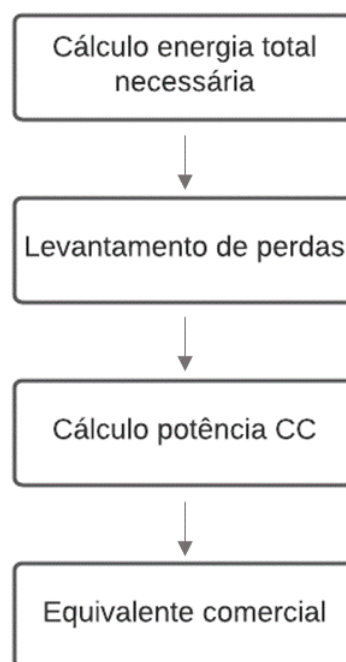 Cálculo energia total
necessária
Levantamento de perdas
Cálculo potência CC
Equivalente comercial